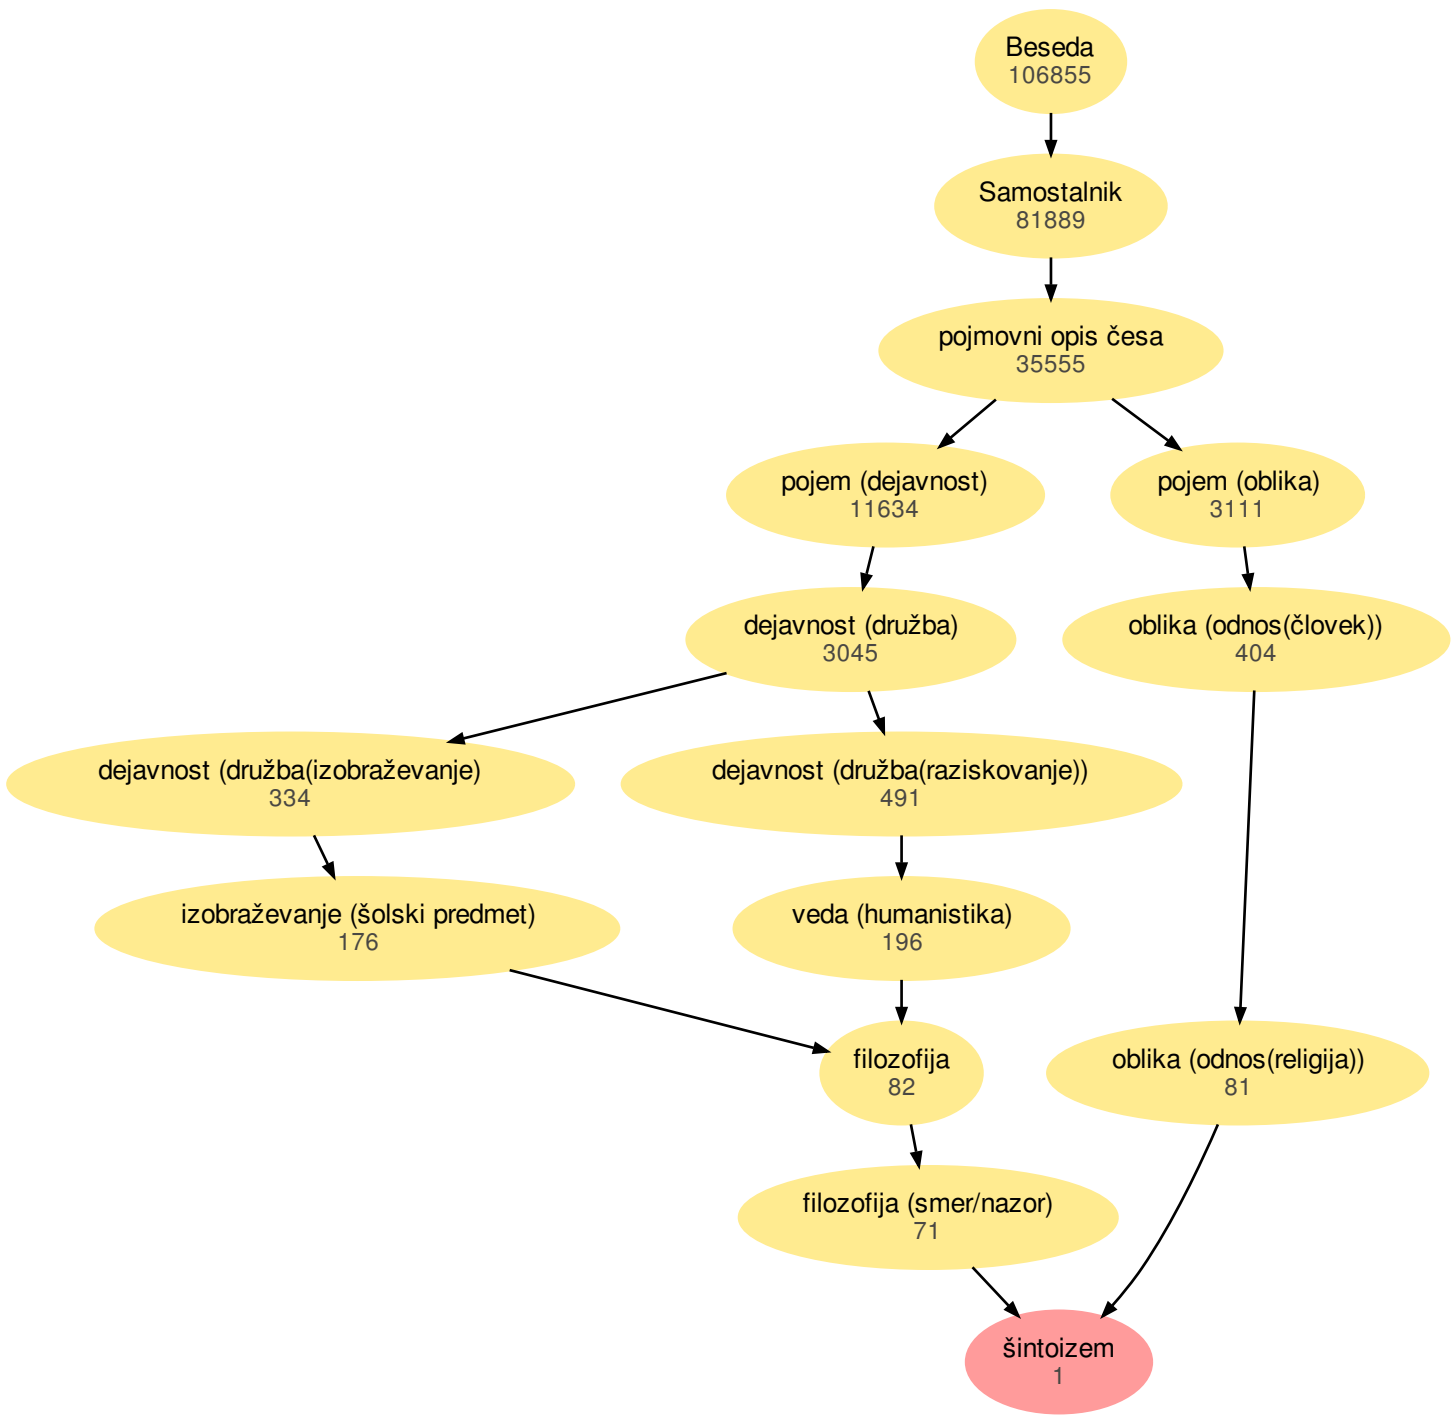 Beseda
106855
Samostalnik
81889
pojmovni opis česa
35555
pojem (dejavnost)
11634
pojem (oblika)
3111
dejavnost (družba)
3045
oblika (odnos(človek))
404
dejavnost (družba(izobraževanje)
334
dejavnost (družba(raziskovanje))
491
izobraževanje (šolski predmet)
176
veda (humanistika)
196
filozofija
82
oblika (odnos(religija))
81
filozofija (smer/nazor)
71
šintoizem
1